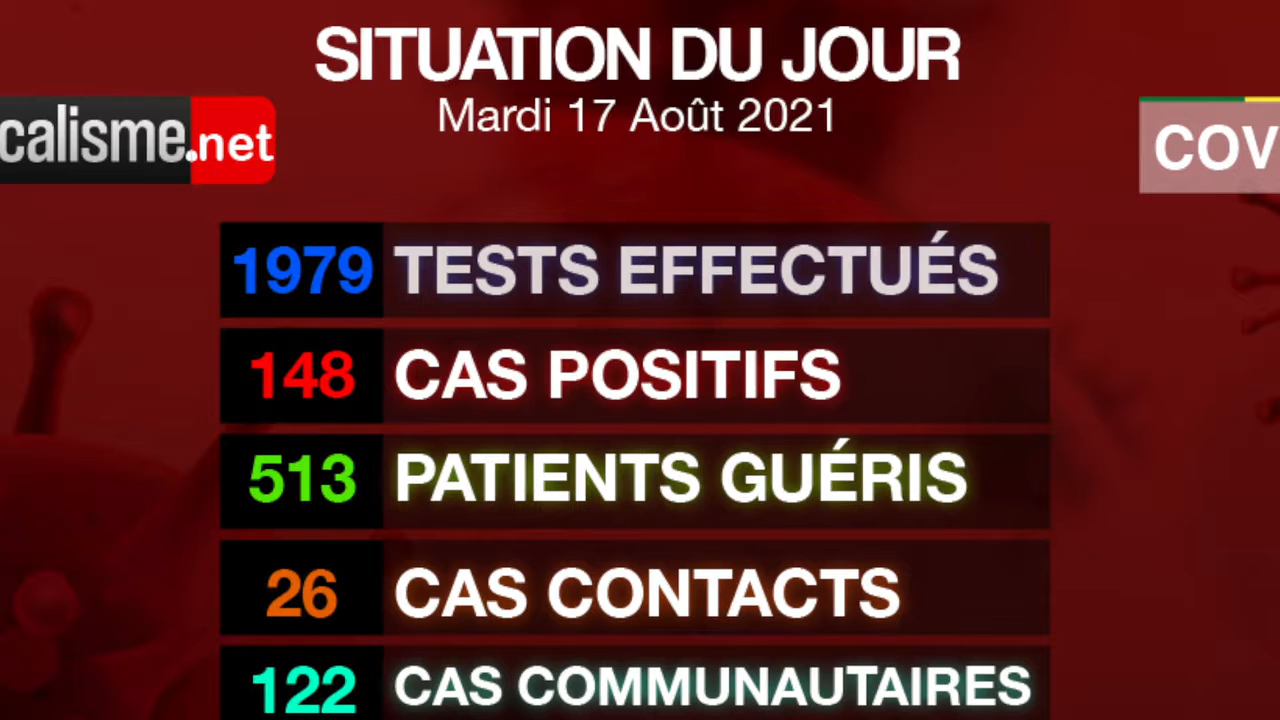 SITUATION DU JOUR
Mardi 17 Août 2021
calisme.net
COV
1979 TESTS EFFECTUÉS
148 CAS POSITIFS
513 PATIENTS GUÉRIS
26 CAS CONTACTS
122 CAS COMMUNAUTAIRES